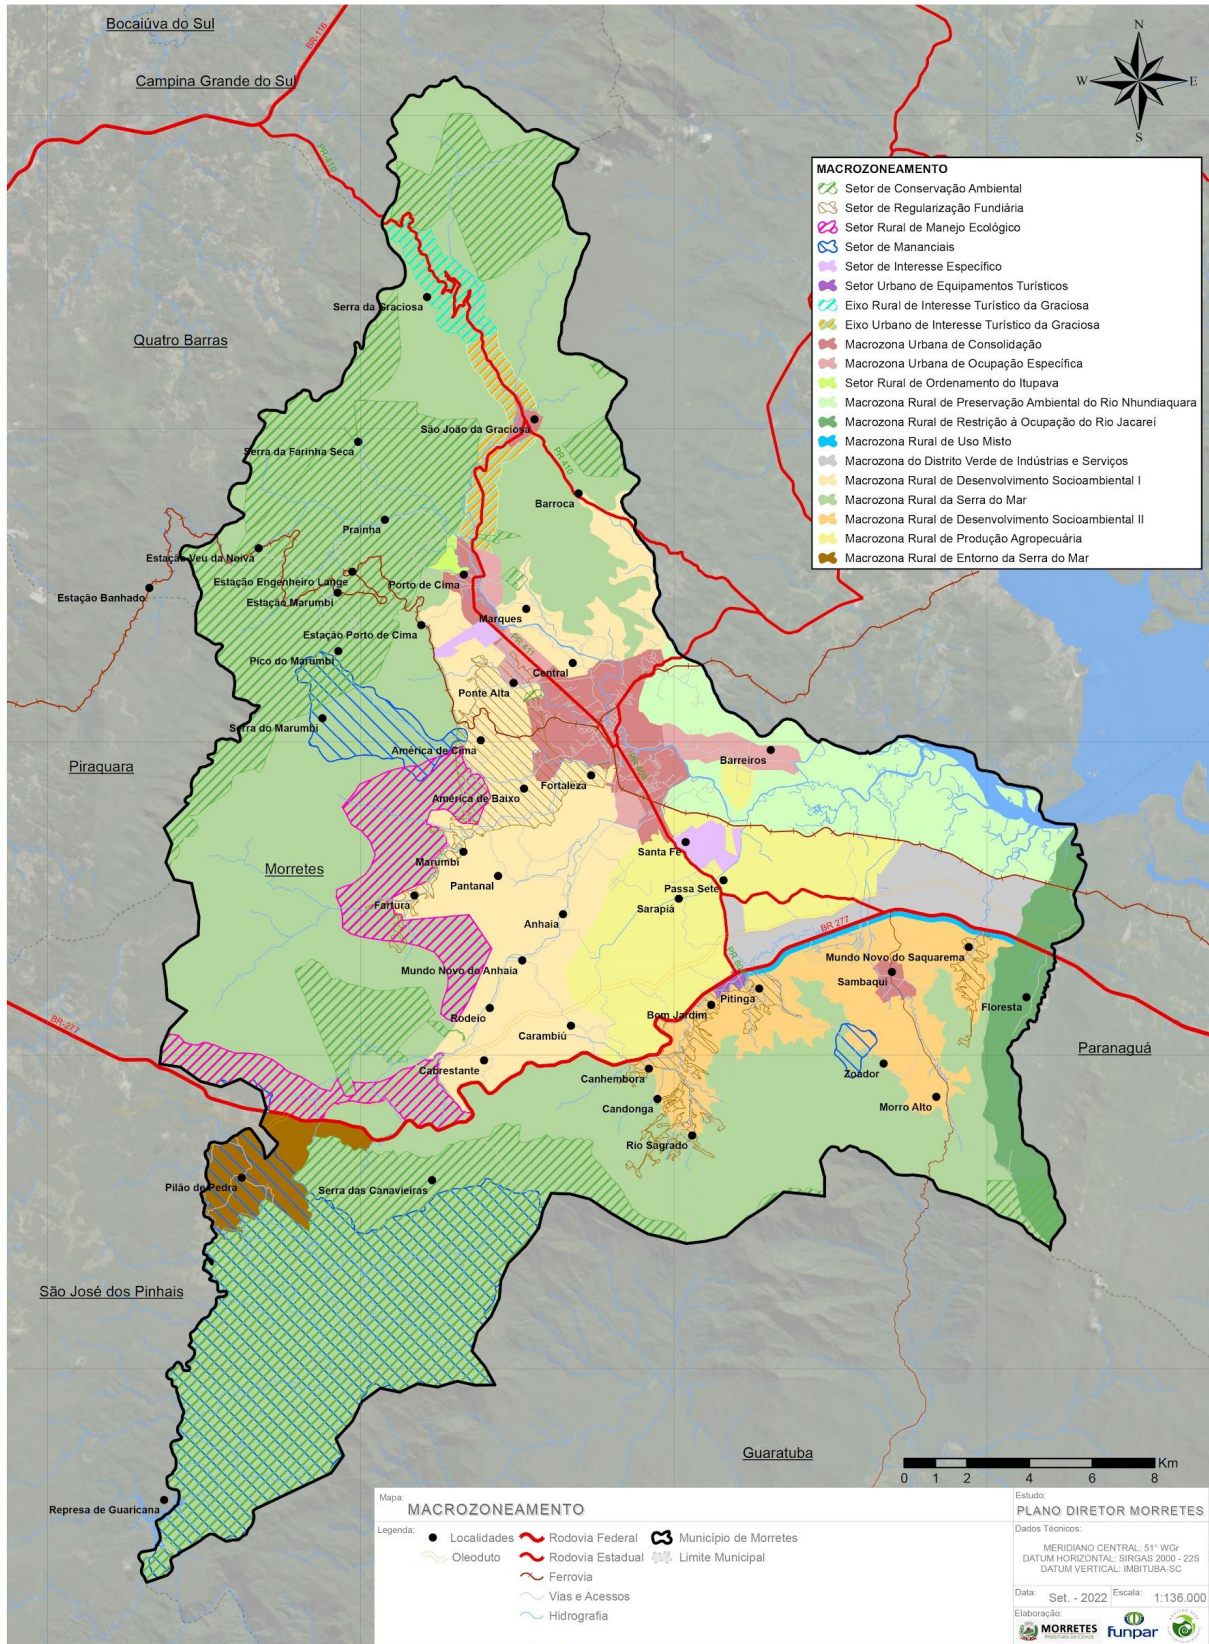 Bocaiúva do Sul
BR-116
Campina Grande do Sul
N
W
E
S
PR-410
MACROZONEAMENTO
Setor de Conservação Ambiental
Setor de Regularização Fundiária
Setor Rural de Manejo Ecológico
Setor de Mananciais
Setor de Interesse Específico
Setor Urbano de Equipamentos Turísticos
Eixo Rural de Interesse Turístico da Graciosa
Eixo Urbano de Interesse Turístico da Graciosa
Macrozona Urbana de Consolidação
Macrozona Urbana de Ocupação Específica
Setor Rural de Ordenamento do Itupava
Macrozona Rural de Preservação Ambiental do Rio Nhundiaquara
Macrozona Rural de Restrição à Ocupação do Rio Jacareí
Macrozona Rural de Uso Misto
Macrozona do Distrito Verde de Indústrias e Serviços
Macrozona Rural de Desenvolvimento Socioambiental I
Macrozona Rural da Serra do Mar
Macrozona Rural de Desenvolvimento Socioambiental II
Macrozona Rural de Produção Agropecuária
Macrozona Rural de Entorno da Serra do Mar
Serra da Graciosa
Quatro Barras
São João da Graciosa
Serra da Farinha Seca
PR 410
Barroca
Prainha
Estação Veu da Noiva
Estação Engenheiro Lange
Porto de Cima
Estação Banhado
Estação Marumbi
Marques
Estação Porto de Cima
PR 411
Pico do Marumbi
Central
Ponte Alta
Serra do Marumbi
América de Cima
Barreiros
Piraquara
Fortaleza
América de Baixo
Santa Fé
Marumbi
Morretes
Pantanal
Passa Sete
Fartura
Sarapiá
Anhaia
BR 277
Mundo Novo do Saquarema
Mundo Novo do Anhaia
Sambaqui
Pitinga
Rodeio
Bom Jardim
Floresta
BR-277
Carambiú
Paranaguá
Cabrestante
Canhembora
Zoador
Candonga
Morro Alto
Rio Sagrado
Pilão de Pedra
Serra das Canavieiras
São José dos Pinhais
Guaratuba
Km
0 1 2 4 6 8
Represa de Guaricana
Mapa:
MACROZONEAMENTO
Legenda:
Localidades
Rodovia Federal
Município de Morretes
Oleoduto
Rodovia Estadual
Limite Municipal
Ferrovia
Vias e Acessos
Hidrografia
Estudo:
PLANO DIRETOR MORRETES
Dados Técnicos:
MERIDIANO CENTRAL: 51° WGr
DATUM HORIZONTAL: SIRGAS 2000 - 22S
DATUM VERTICAL: IMBITUBA-SC
Data: Set. - 2022 Escala: 1:136.000
Elaboração:
MORRETES
PREFEITURA DA CIDADE
funpar